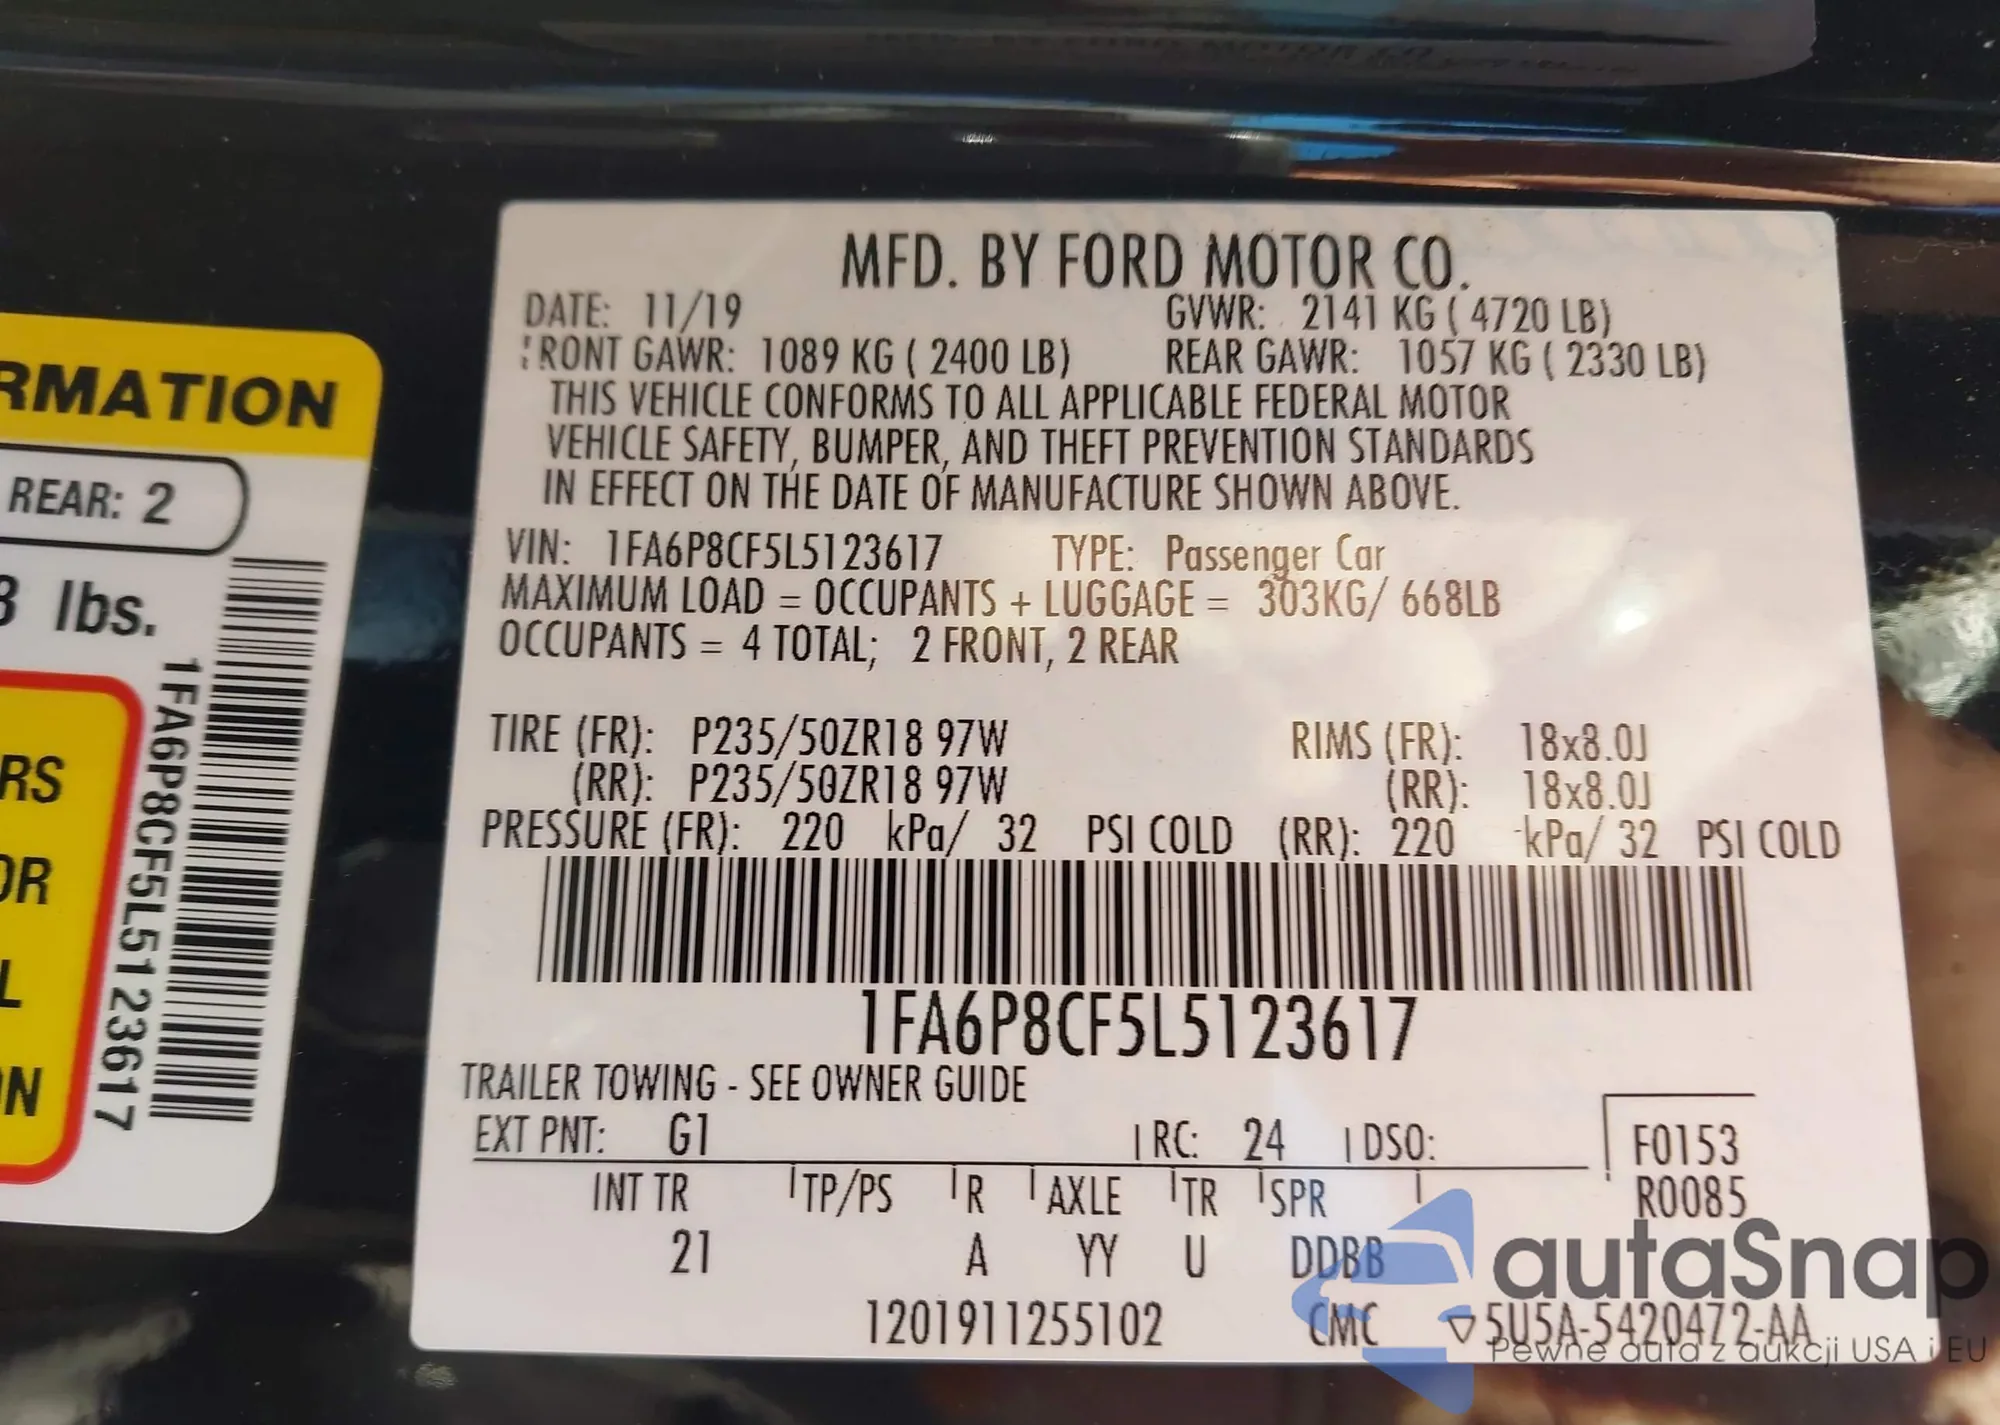 RMATION
REAR: 2
lbs.
RS
OR
L
ON
1FA6P8CF5L5123617
MFD. BY FORD MOTOR CO.
DATE: 11/19 GVWR: 2141 KG ( 4720 LB)
FRONT GAWR: 1089 KG ( 2400 LB) REAR GAWR: 1057 KG ( 2330 LB)
THIS VEHICLE CONFORMS TO ALL APPLICABLE FEDERAL MOTOR
VEHICLE SAFETY, BUMPER, AND THEFT PREVENTION STANDARDS
IN EFFECT ON THE DATE OF MANUFACTURE SHOWN ABOVE.
VIN: 1FA6P8CF5L5123617 TYPE: Passenger Car
MAXIMUM LOAD = OCCUPANTS + LUGGAGE = 303KG/ 668LB
OCCUPANTS = 4 TOTAL; 2 FRONT, 2 REAR
TIRE (FR): P235/50ZR18 97W RIMS (FR): 18x8.0J
(RR): P235/50ZR18 97W (RR): 18x8.0J
PRESSURE (FR): 220 kPa/ 32 PSI COLD (RR): 220 kPa/ 32 PSI COLD
1FA6P8CF5L5123617
TRAILER TOWING - SEE OWNER GUIDE
EXT PNT: G1 RC: 24 DSO: F0153
R0085
INT TR TP/PS R AXLE TR SPR
21 A YY U DDBB
1201911255102 CMC ▽5U5A-5420472-AA
autaSnap
Pewne auta z aukcji USA i EU